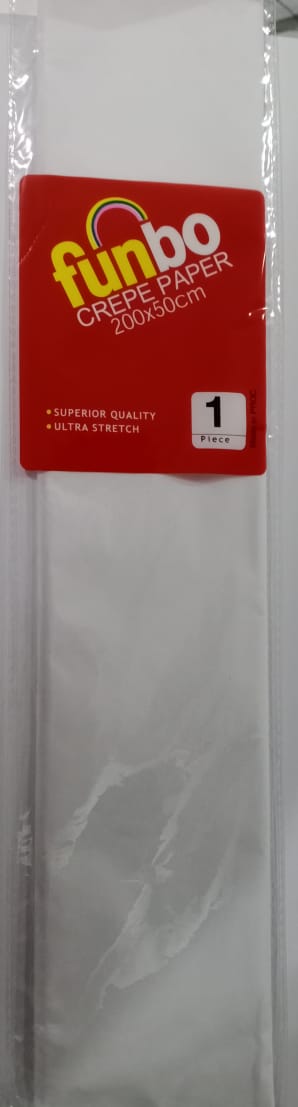 funbo
CREPE PAPER
200x50cm
• SUPERIOR QUALITY
• ULTRA STRETCH
1
Piece